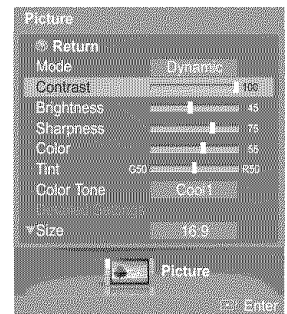 Picture
Return
Mode Dynamic
Contrast 100
Brightness 45
Sharpness 75
Color 55
Tint G50 R50
Color Tone Cool1
▼Size 16:9
Picture
Enter